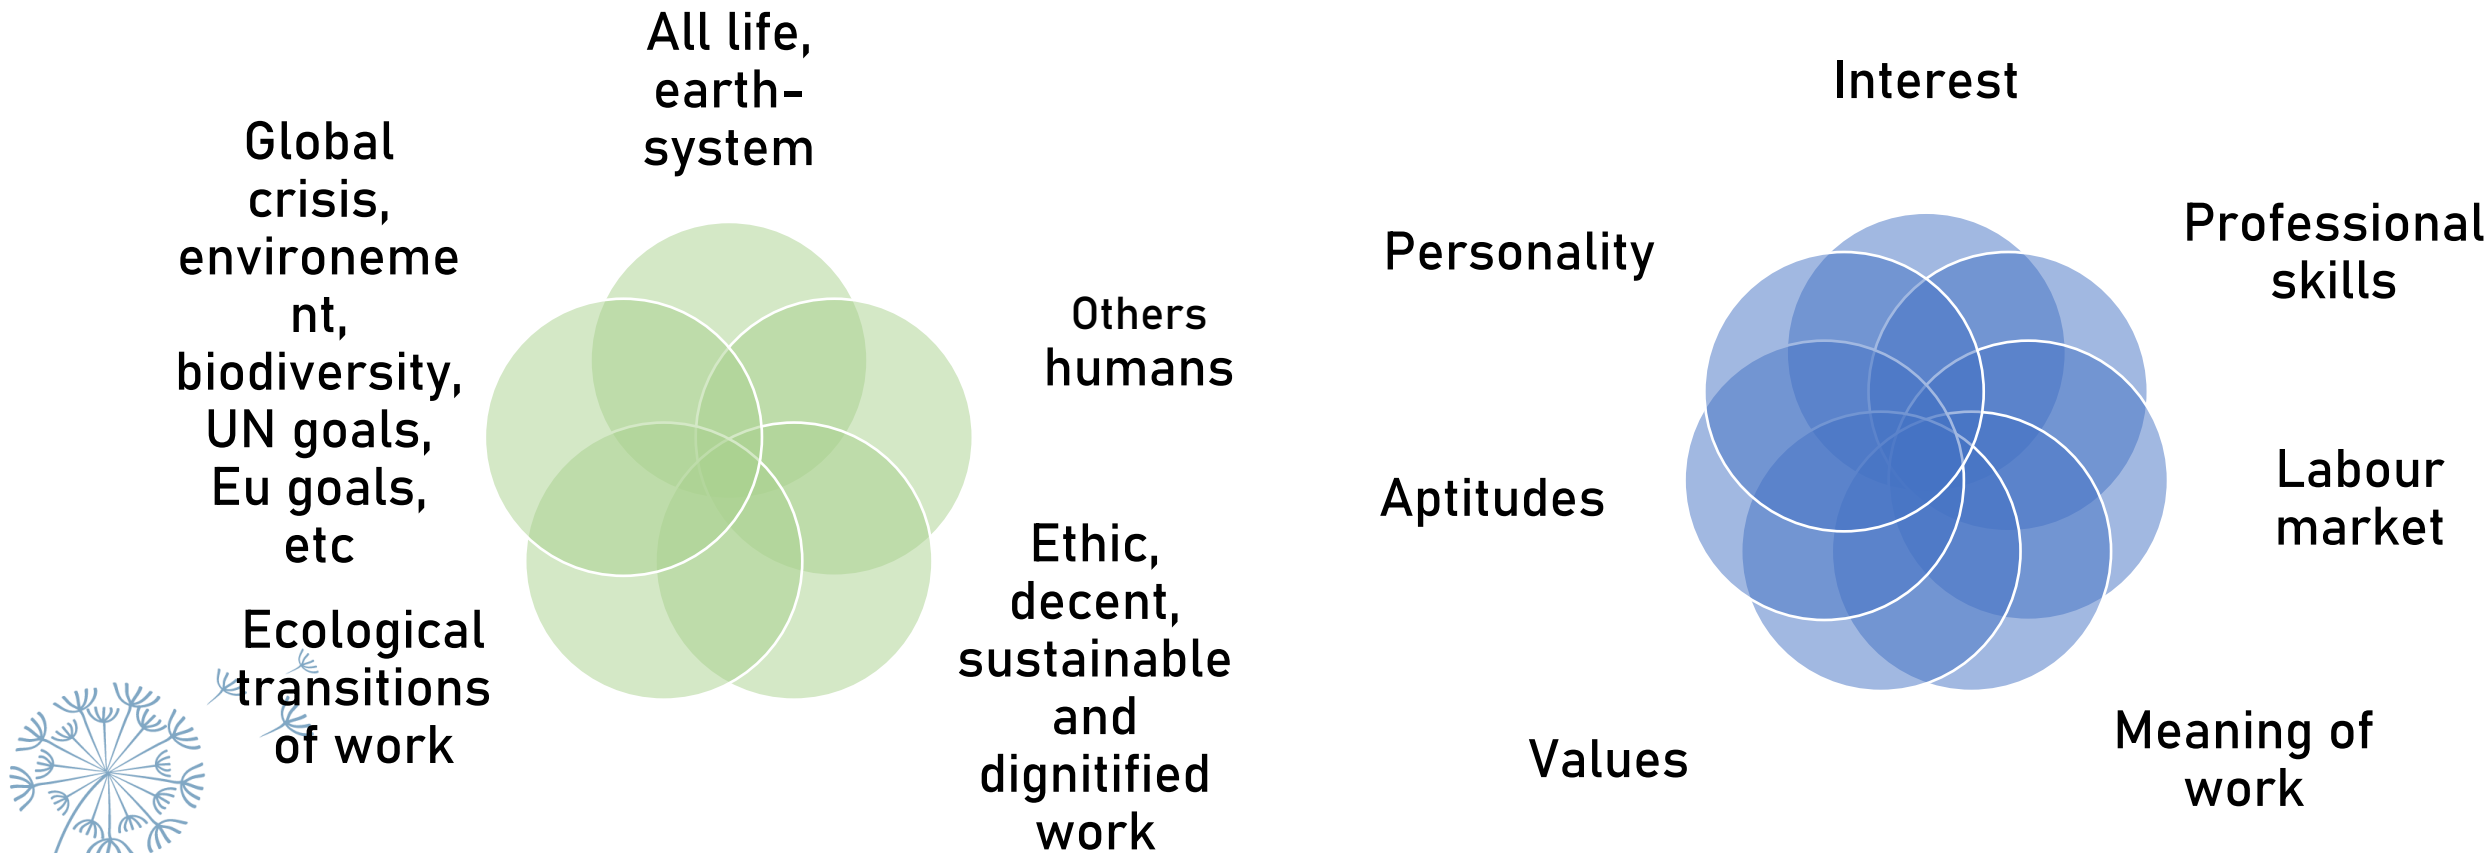 All life,
earth-
system
Others
humans
Ethic,
decent,
sustainable
and
dignitified
work
Ecological
transitions
of work
Global
crisis,
environeme
nt,
biodiversity,
UN goals,
Eu goals,
etc
Interest
Professional
skills
Labour
market
Meaning of
work
Values
Aptitudes
Personality